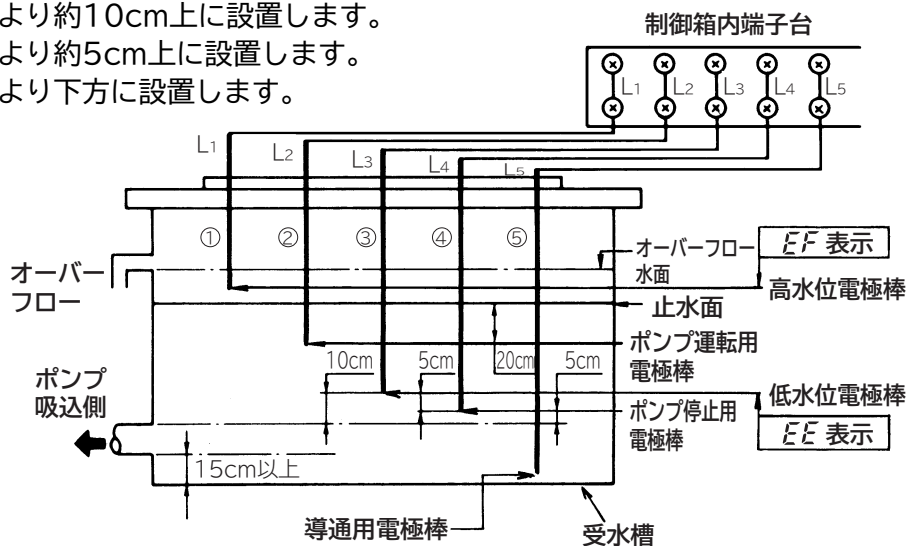 より約10cm上に設置します。
より約5cm上に設置します。
より下方に設置します。
制御箱内端子台
L1 L2 L3 L4 L5
L1 L2 L3 L4 L5
① ② ③ ④ ⑤
オーバーフロー
水面
EF 表示
オーバー
フロー
高水位電極棒
止水面
ポンプ運転用
電極棒
10cm 5cm 20cm 5cm
ポンプ
吸込側
低水位電極棒
ポンプ停止用
電極棒
EE 表示
15cm以上
導通用電極棒
受水槽